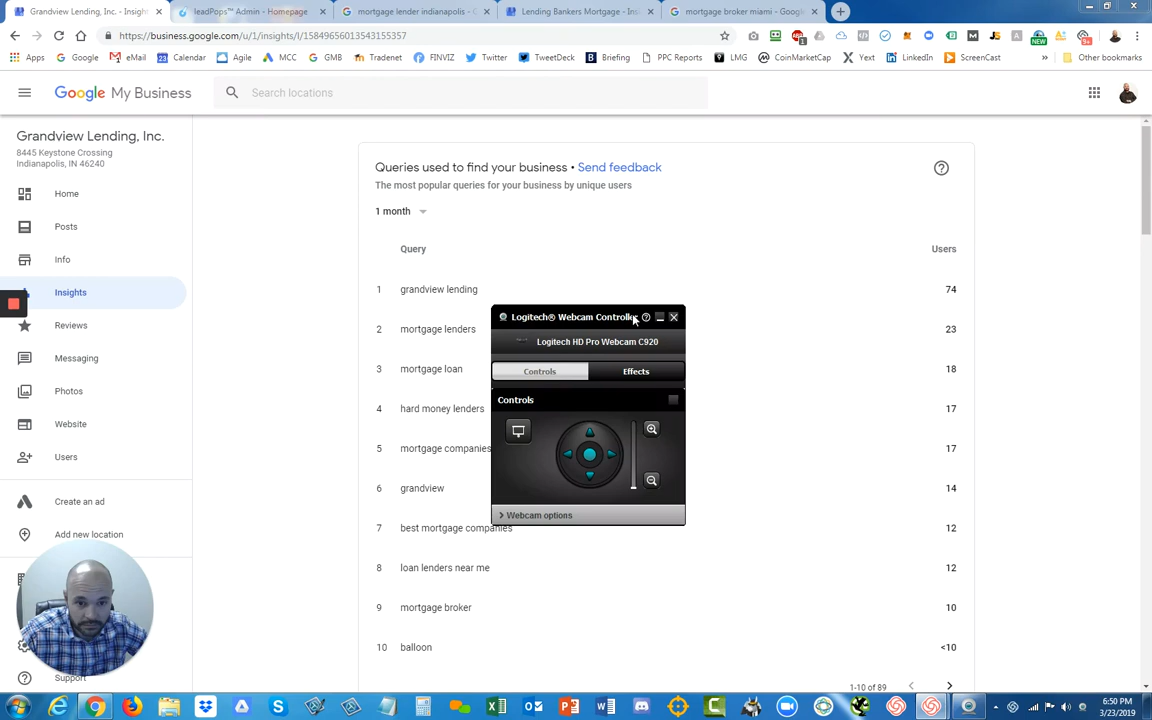 Grandview Lending, Inc. - Insigh
leadPops™ Admin - Homepage
mortgage lender indianapolis - G
Lending Bankers Mortgage - Ins
mortgage broker miami - Google
https://business.google.com/u/1/insights/l/15849656013543155357
Apps Google eMail Calendar Agile MCC GMB Tradenet FINVIZ Twitter BestDirect Briefing PPC Reports LMG CoinMarketCap Yext LinkedIn ScreenCast » Other bookmarks
Google My Business
Search locations
Grandview Lending, Inc.
8445 Keystone Crossing
Indianapolis, IN 46240
Home
Posts
Info
Insights
Reviews
Messaging
Photos
Website
Users
Create an ad
Add new location
Support
Queries used to find your business • Send feedback
The most popular queries for your business by unique users
1 month
Query Users
1 grandview lending 74
2 mortgage lenders 23
3 mortgage loan 18
4 hard money lenders 17
5 mortgage companies 17
6 grandview 14
7 best mortgage companies 12
8 loan lenders near me 12
9 mortgage broker 10
10 balloon <10
1-10 of 89
Logitech® Webcam Controller
Logitech HD Pro Webcam C920
Controls Effects
Controls
Webcam options
6:50 PM
3/23/2019